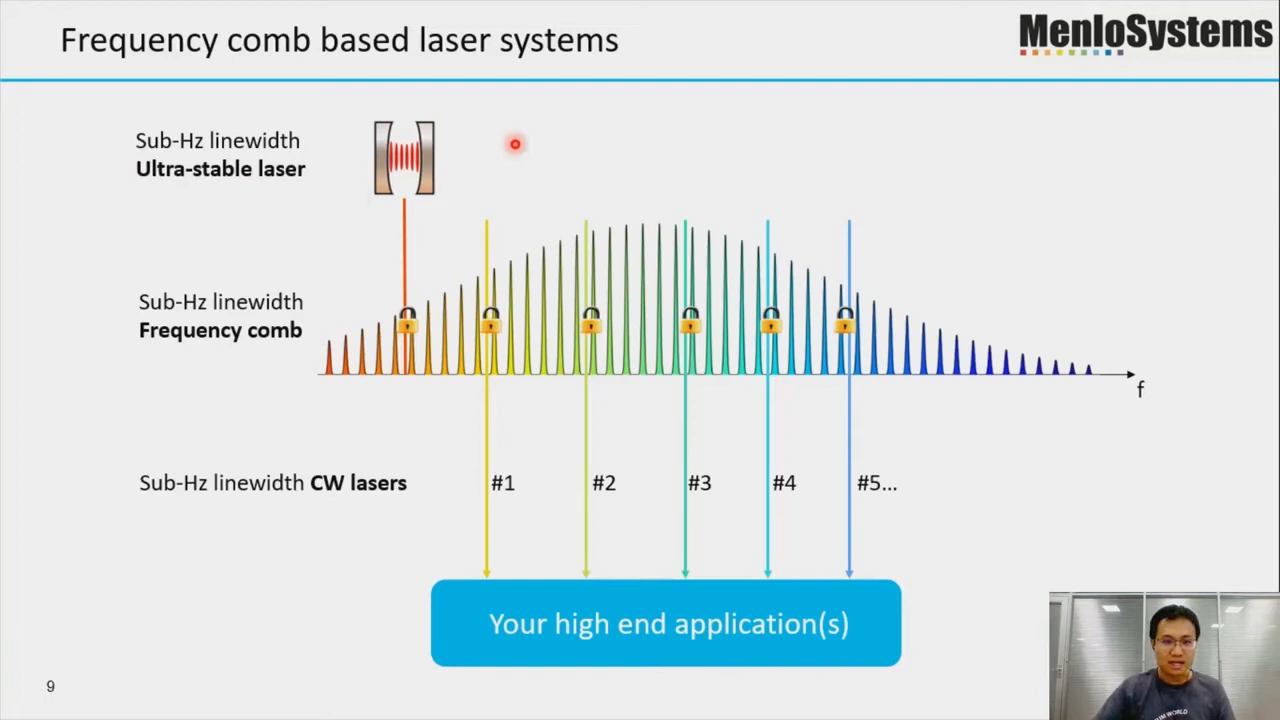 Frequency comb based laser systems
MenloSystems
Sub-Hz linewidth
Ultra-stable laser
Sub-Hz linewidth
Frequency comb
f
Sub-Hz linewidth CW lasers
#1
#2
#3
#4
#5...
Your high end application(s)
9